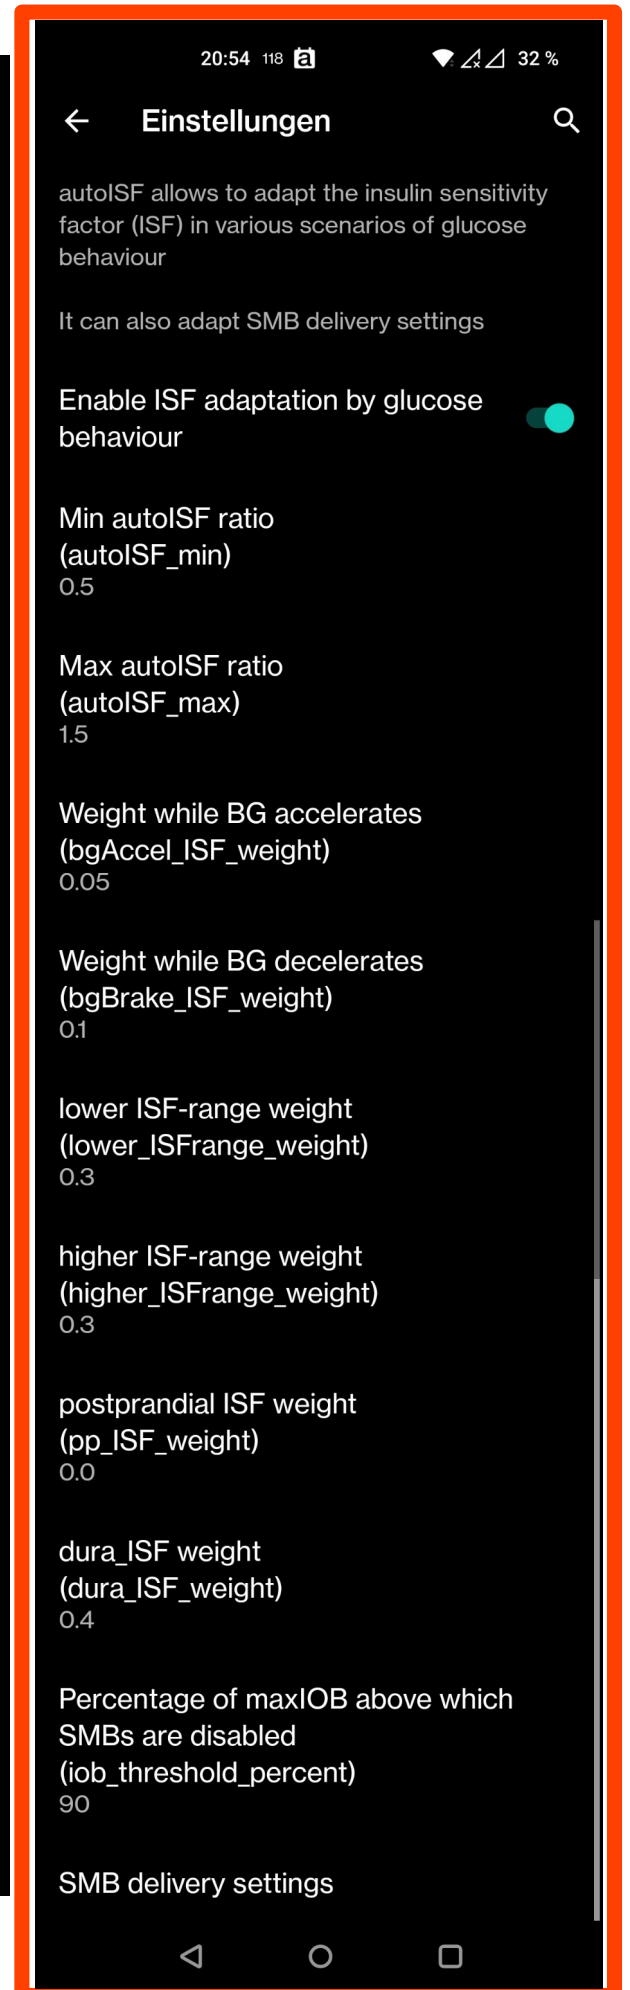 20:54 118 a 32 %
Einstellungen
autoISF allows to adapt the insulin sensitivity
factor (ISF) in various scenarios of glucose
behaviour
It can also adapt SMB delivery settings
Enable ISF adaptation by glucose
behaviour
Min autoISF ratio
(autoISF_min)
0.5
Max autoISF ratio
(autoISF_max)
1.5
Weight while BG accelerates
(bgAccel_ISF_weight)
0.05
Weight while BG decelerates
(bgBrake_ISF_weight)
0.1
lower ISF-range weight
(lower_ISFrange_weight)
0.3
higher ISF-range weight
(higher_ISFrange_weight)
0.3
postprandial ISF weight
(pp_ISF_weight)
0.0
dura_ISF weight
(dura_ISF_weight)
0.4
Percentage of maxIOB above which
SMBs are disabled
(iob_threshold_percent)
90
SMB delivery settings